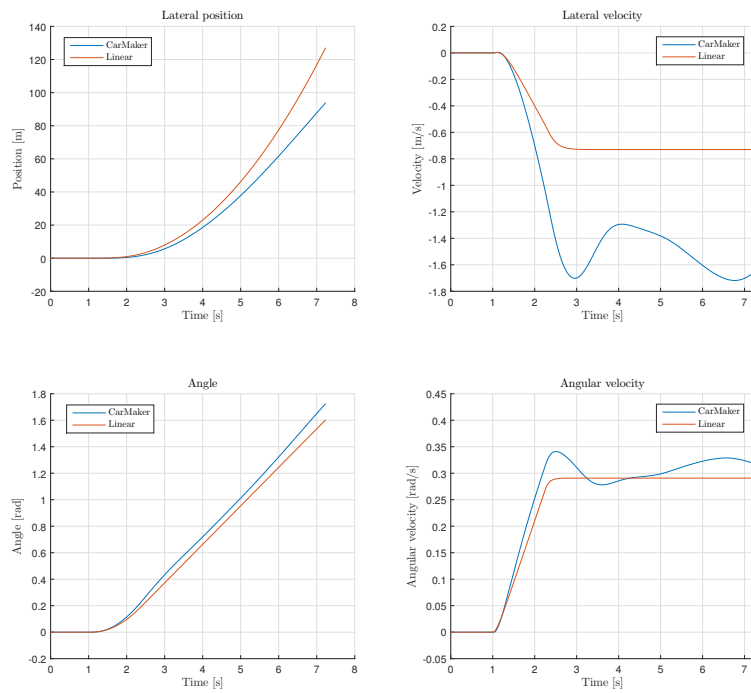 Lateral position
140
120
100
80
60
40
20
0
-20
Position [m]
CarMaker
Linear
0 1 2 3 4 5 6 7 8
Time [s]
Lateral velocity
0.2
0
-0.2
-0.4
-0.6
-0.8
-1
-1.2
-1.4
-1.6
-1.8
Velocity [m/s]
CarMaker
Linear
0 1 2 3 4 5 6 7
Time [s]
Angle
1.8
1.6
1.4
1.2
1
0.8
0.6
0.4
0.2
0
-0.2
Angle [rad]
CarMaker
Linear
0 1 2 3 4 5 6 7 8
Time [s]
Angular velocity
0.45
0.4
0.35
0.3
0.25
0.2
0.15
0.1
0.05
0
-0.05
Angular velocity [rad/s]
CarMaker
Linear
0 1 2 3 4 5 6 7
Time [s]